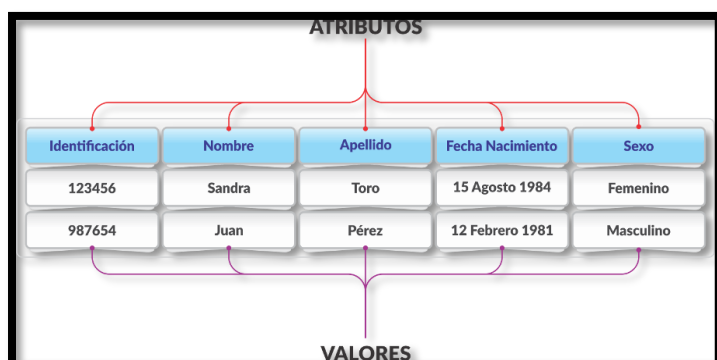 ATRIBUTOS
Identificación Nombre Apellido Fecha Nacimiento Sexo
123456 Sandra Toro 15 Agosto 1984 Femenino
987654 Juan Pérez 12 Febrero 1981 Masculino
VALORES